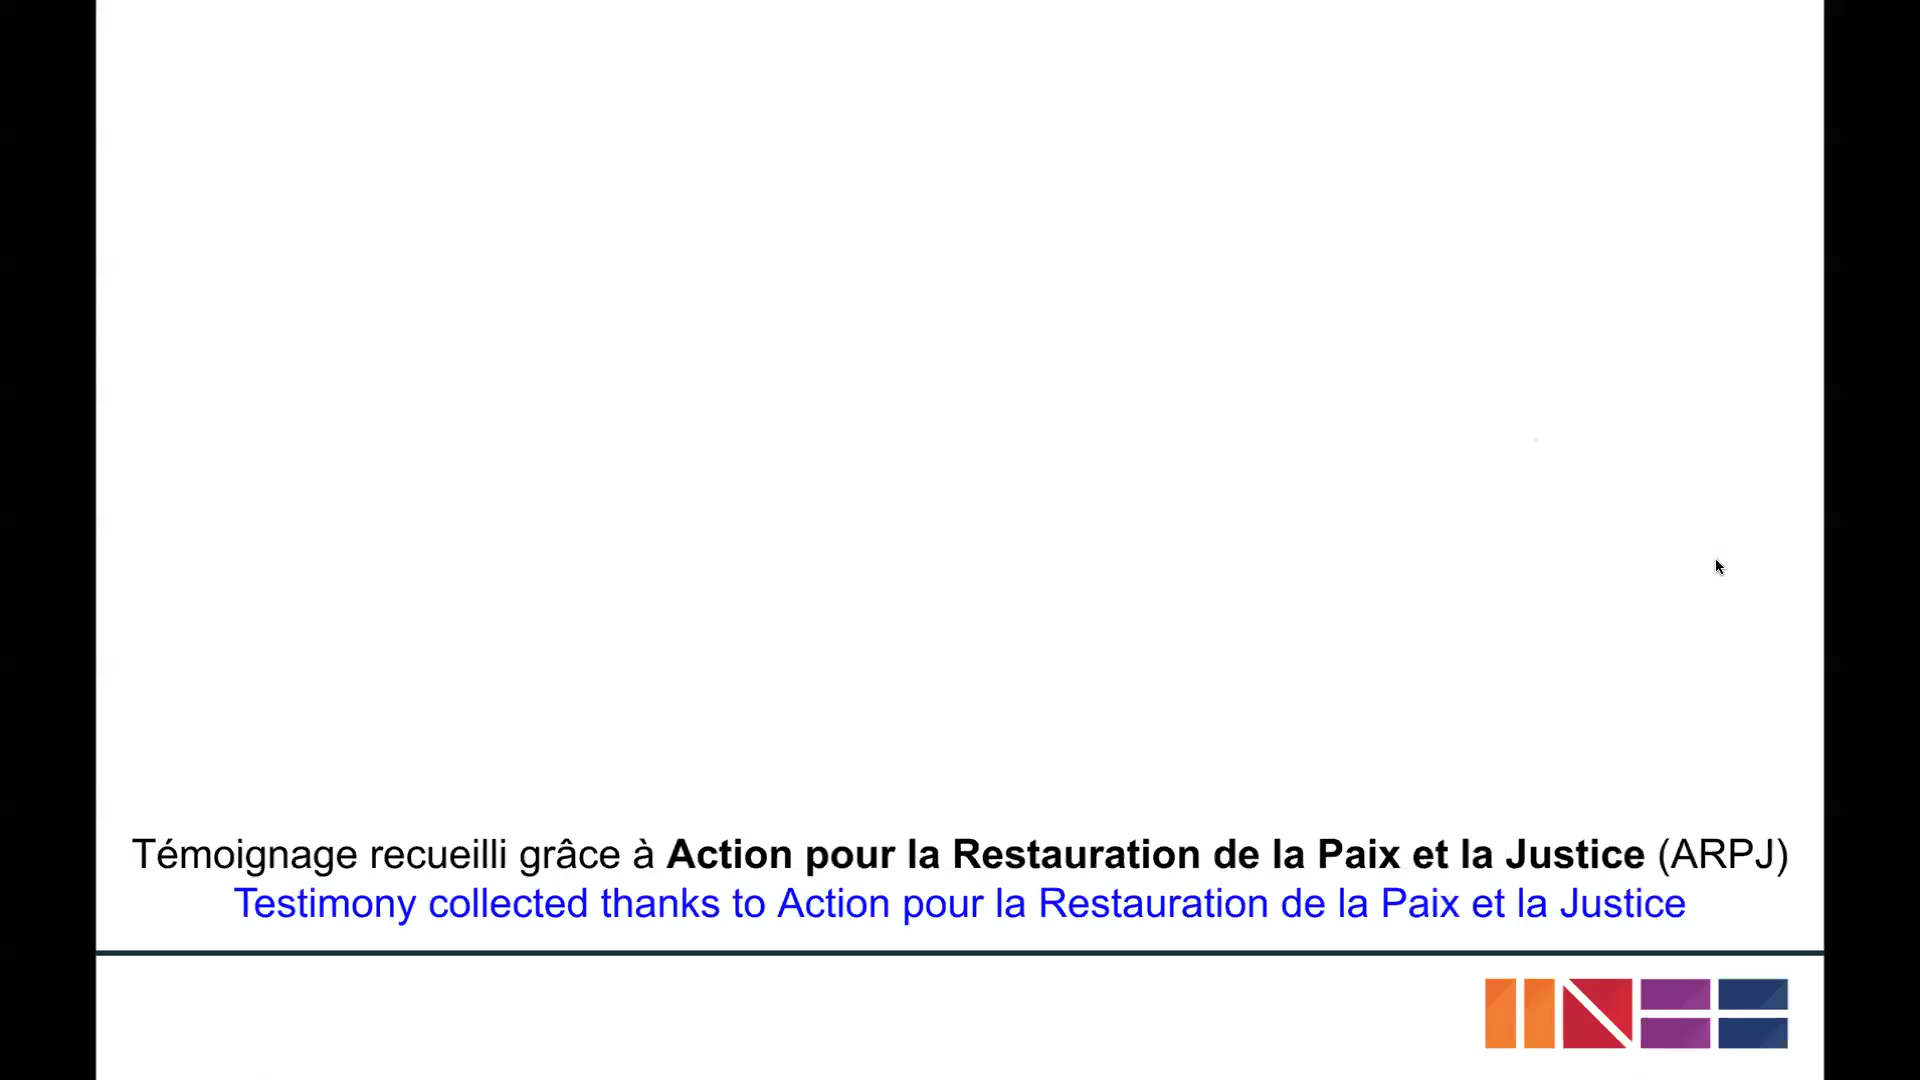 Témoignage recueilli grâce à Action pour la Restauration de la Paix et la Justice (ARPJ)
Testimony collected thanks to Action pour la Restauration de la Paix et la Justice
INEE